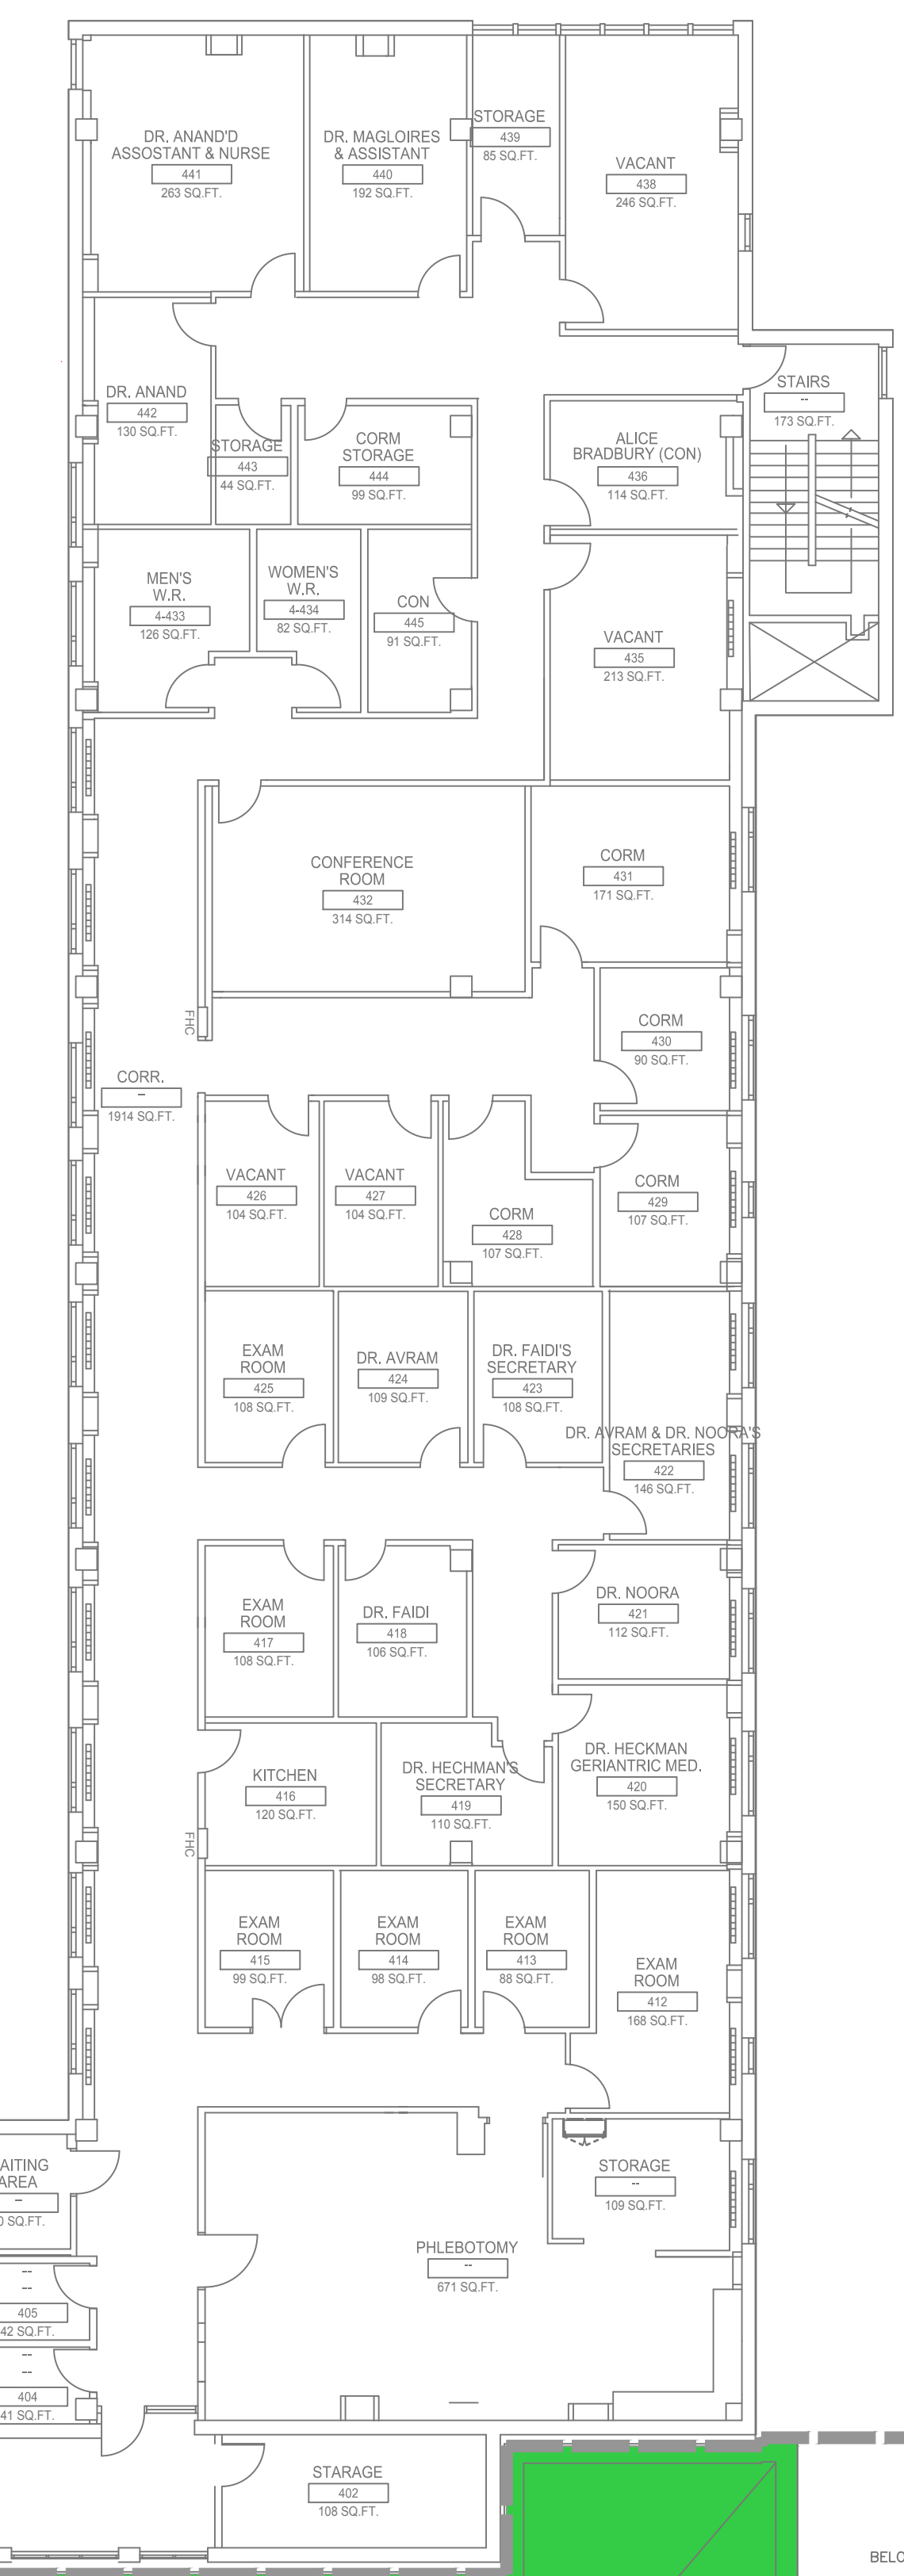 DR. ANAND'D
ASSOSTANT & NURSE
441
263 SQ.FT.
DR. MAGLOIRES
& ASSISTANT
440
192 SQ.FT.
STORAGE
439
85 SQ.FT.
VACANT
438
246 SQ.FT.
STAIRS
--
173 SQ.FT.
DR. ANAND
442
130 SQ.FT.
STORAGE
443
44 SQ.FT.
CORM
STORAGE
444
99 SQ.FT.
ALICE
BRADBURY (CON)
436
114 SQ.FT.
MEN'S
W.R.
4-433
126 SQ.FT.
WOMEN'S
W.R.
4-434
82 SQ.FT.
CON
445
91 SQ.FT.
VACANT
435
213 SQ.FT.
CONFERENCE
ROOM
432
314 SQ.FT.
CORM
431
171 SQ.FT.
FHC
CORM
430
90 SQ.FT.
CORR.
--
1914 SQ.FT.
VACANT
426
104 SQ.FT.
VACANT
427
104 SQ.FT.
CORM
428
107 SQ.FT.
CORM
429
107 SQ.FT.
EXAM
ROOM
425
108 SQ.FT.
DR. AVRAM
424
109 SQ.FT.
DR. FAIDI'S
SECRETARY
423
108 SQ.FT.
DR. AVRAM & DR. NOORA'S
SECRETARIES
422
146 SQ.FT.
EXAM
ROOM
417
108 SQ.FT.
DR. FAIDI
418
106 SQ.FT.
DR. NOORA
421
112 SQ.FT.
KITCHEN
416
120 SQ.FT.
DR. HECHMAN'S
SECRETARY
419
110 SQ.FT.
DR. HECKMAN
GERIANTRIC MED.
420
150 SQ.FT.
FHC
EXAM
ROOM
415
99 SQ.FT.
EXAM
ROOM
414
98 SQ.FT.
EXAM
ROOM
413
88 SQ.FT.
EXAM
ROOM
412
168 SQ.FT.
AITING
AREA
--
0 SQ.FT.
STORAGE
--
109 SQ.FT.
PHLEBOTOMY
--
671 SQ.FT.
--
--
405
42 SQ.FT.
--
--
404
41 SQ.FT.
STARAGE
402
108 SQ.FT.
BELO